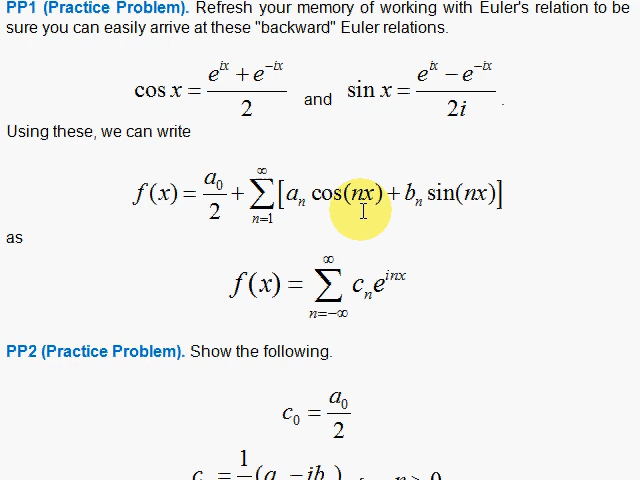 PP1 (Practice Problem). Refresh your memory of working with Euler's relation to be
sure you can easily arrive at these "backward" Euler relations.
cos x = (e^{ix} + e^{-ix})/2 and sin x = (e^{ix} − e^{-ix})/2i .
Using these, we can write
f(x) = a_0/2 + ∑_{n=1}^{∞} [a_n cos(nx) + b_n sin(nx)]
as
f(x) = ∑_{n=-∞}^{∞} c_n e^{inx}
PP2 (Practice Problem). Show the following.
c_0 = a_0/2